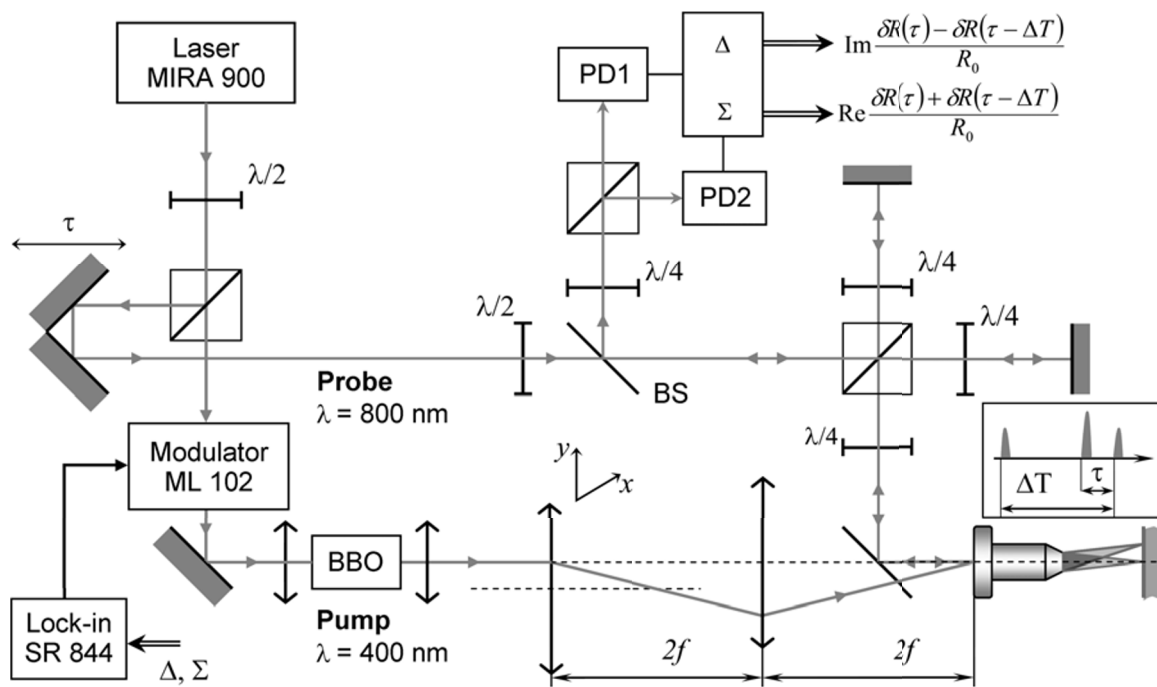 Laser
MIRA 900
λ/2
τ
PD1
Δ
Σ
PD2
Im δR(τ) − δR(τ − ΔT) / R₀
Re δR(τ) + δR(τ − ΔT) / R₀
λ/4
λ/2
BS
λ/4
λ/4
λ/4
Probe
λ = 800 nm
Modulator
ML 102
BBO
Pump
λ = 400 nm
Lock-in
SR 844
Δ, Σ
y
x
2f
2f
ΔT
τ